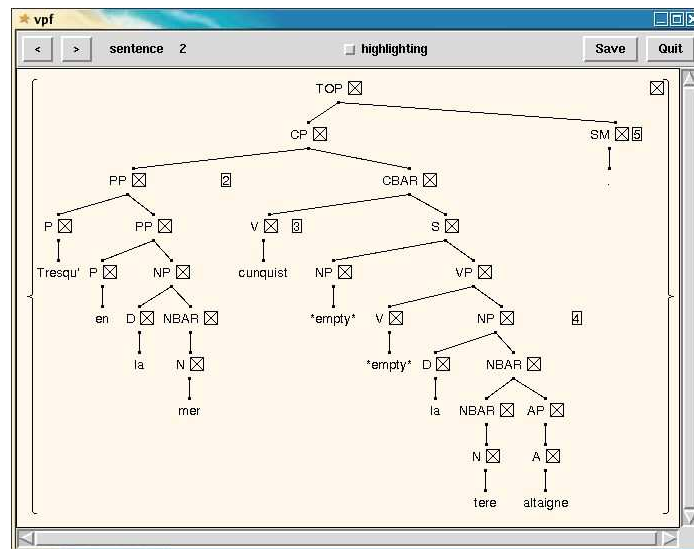 vpf
< > sentence 2 highlighting Save Quit
TOP
CP SM 5
PP 2 CBAR .
P PP V 3 S
Tresqu' P NP cunquist NP VP
en D NBAR *empty* V NP 4
la N *empty* D NBAR
mer la NBAR AP
N A
tere altaigne